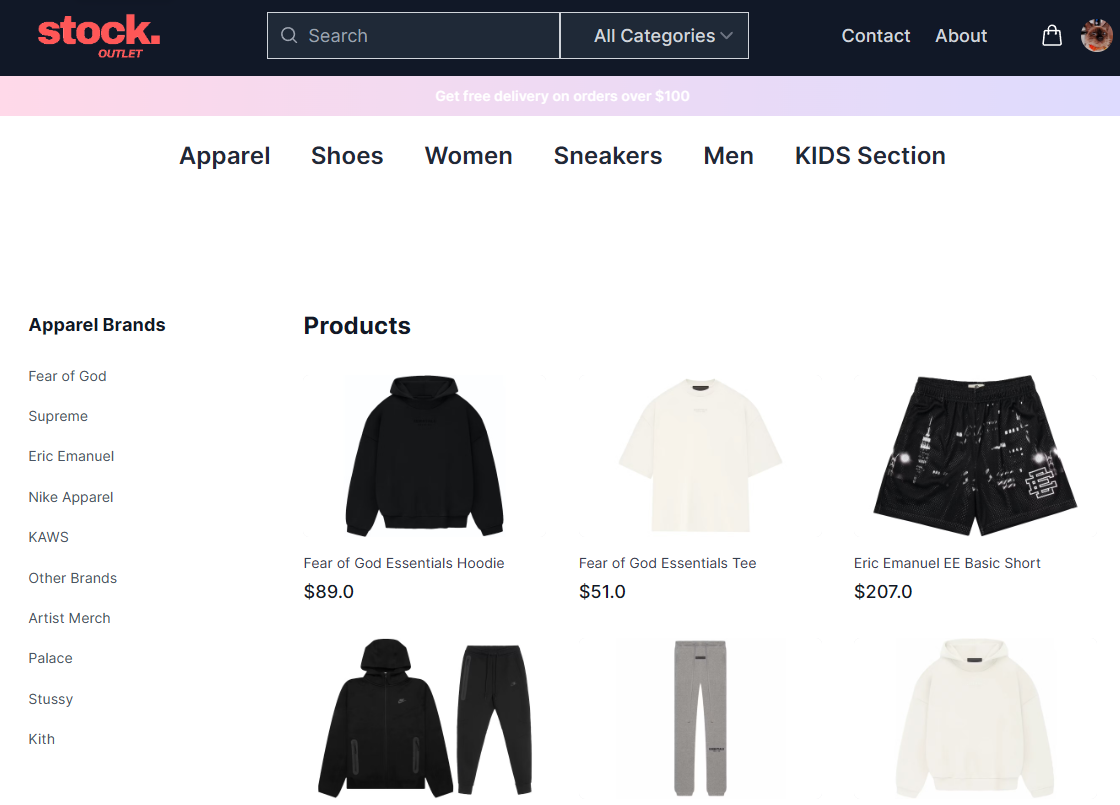 stock.
OUTLET
Search
All Categories
Contact
About
Get free delivery on orders over $100
Apparel
Shoes
Women
Sneakers
Men
KIDS Section
Apparel Brands
Fear of God
Supreme
Eric Emanuel
Nike Apparel
KAWS
Other Brands
Artist Merch
Palace
Stussy
Kith
Products
Fear of God Essentials Hoodie
$89.0
Fear of God Essentials Tee
$51.0
Eric Emanuel EE Basic Short
$207.0